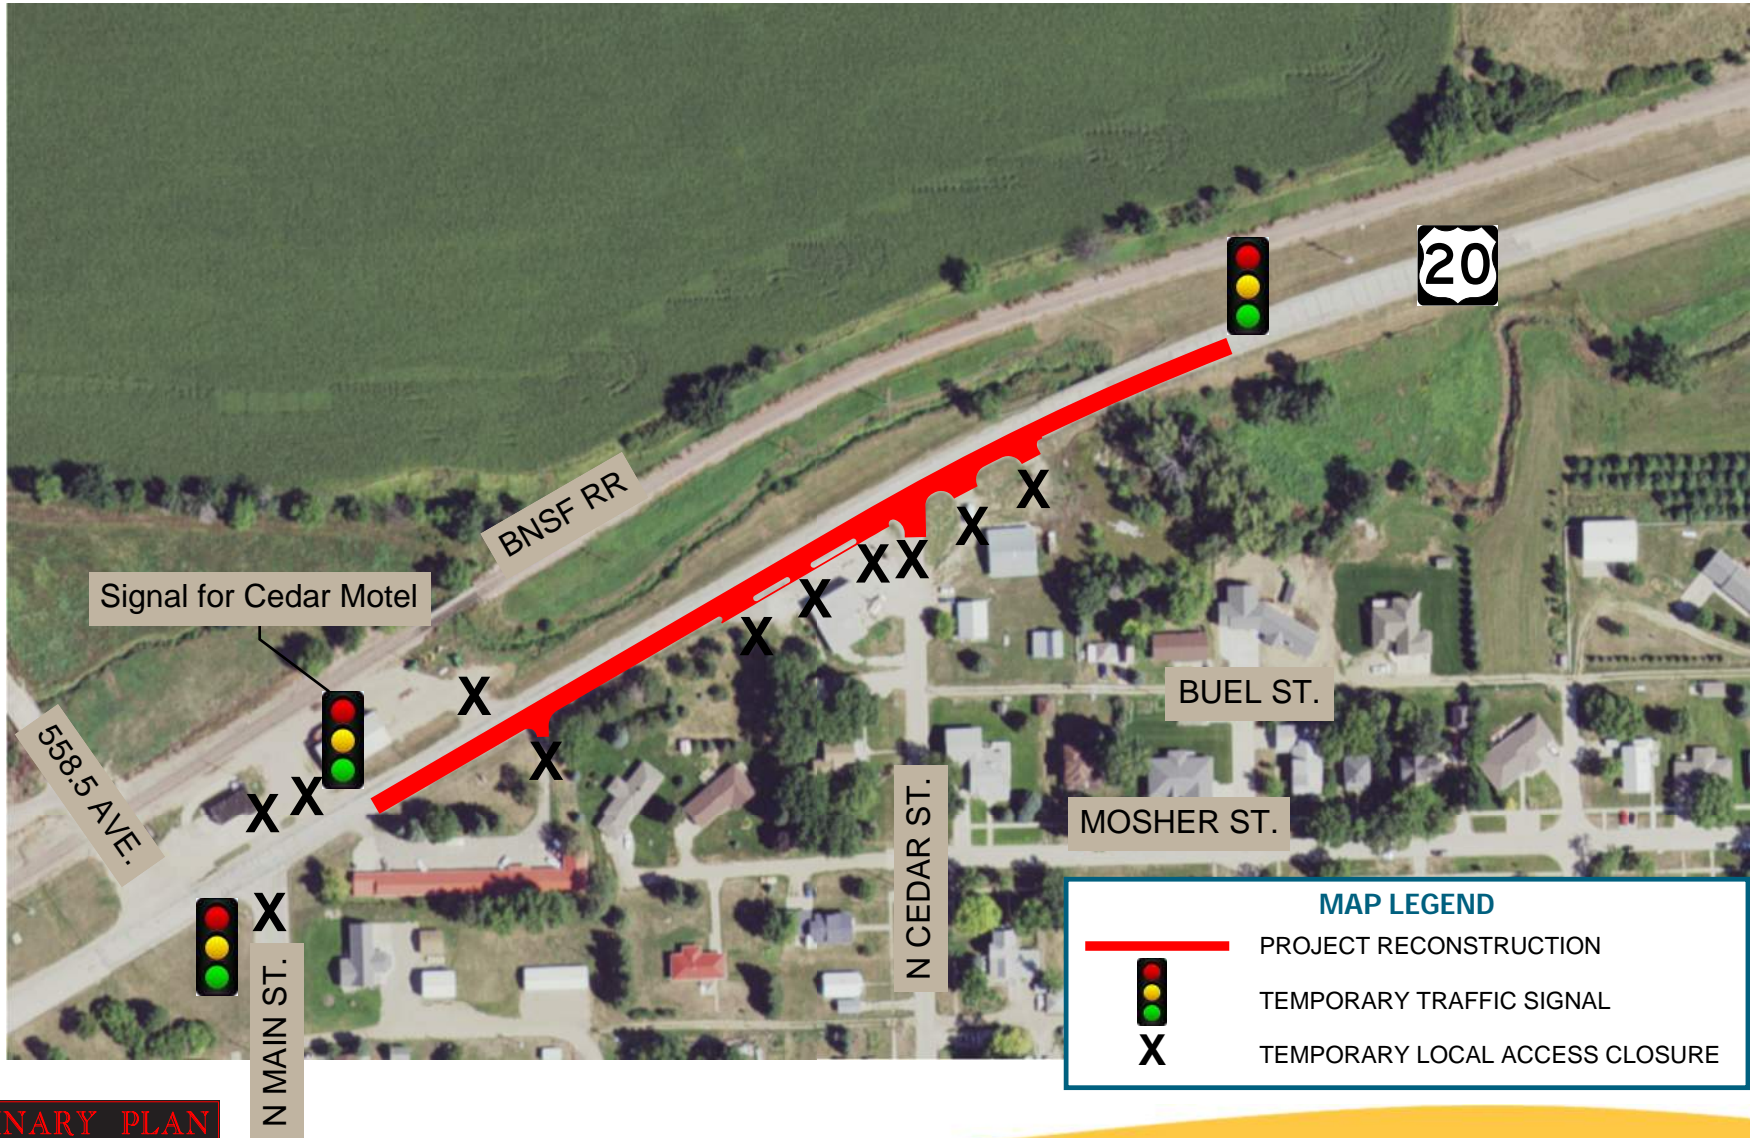 20
BNSF RR
Signal for Cedar Motel
558.5 AVE.
BUEL ST.
MOSHER ST.
N CEDAR ST.
N MAIN ST.
X
X
X
X
X
X
X
X
X
X
X
MAP LEGEND
PROJECT RECONSTRUCTION
TEMPORARY TRAFFIC SIGNAL
X TEMPORARY LOCAL ACCESS CLOSURE
NARY PLAN